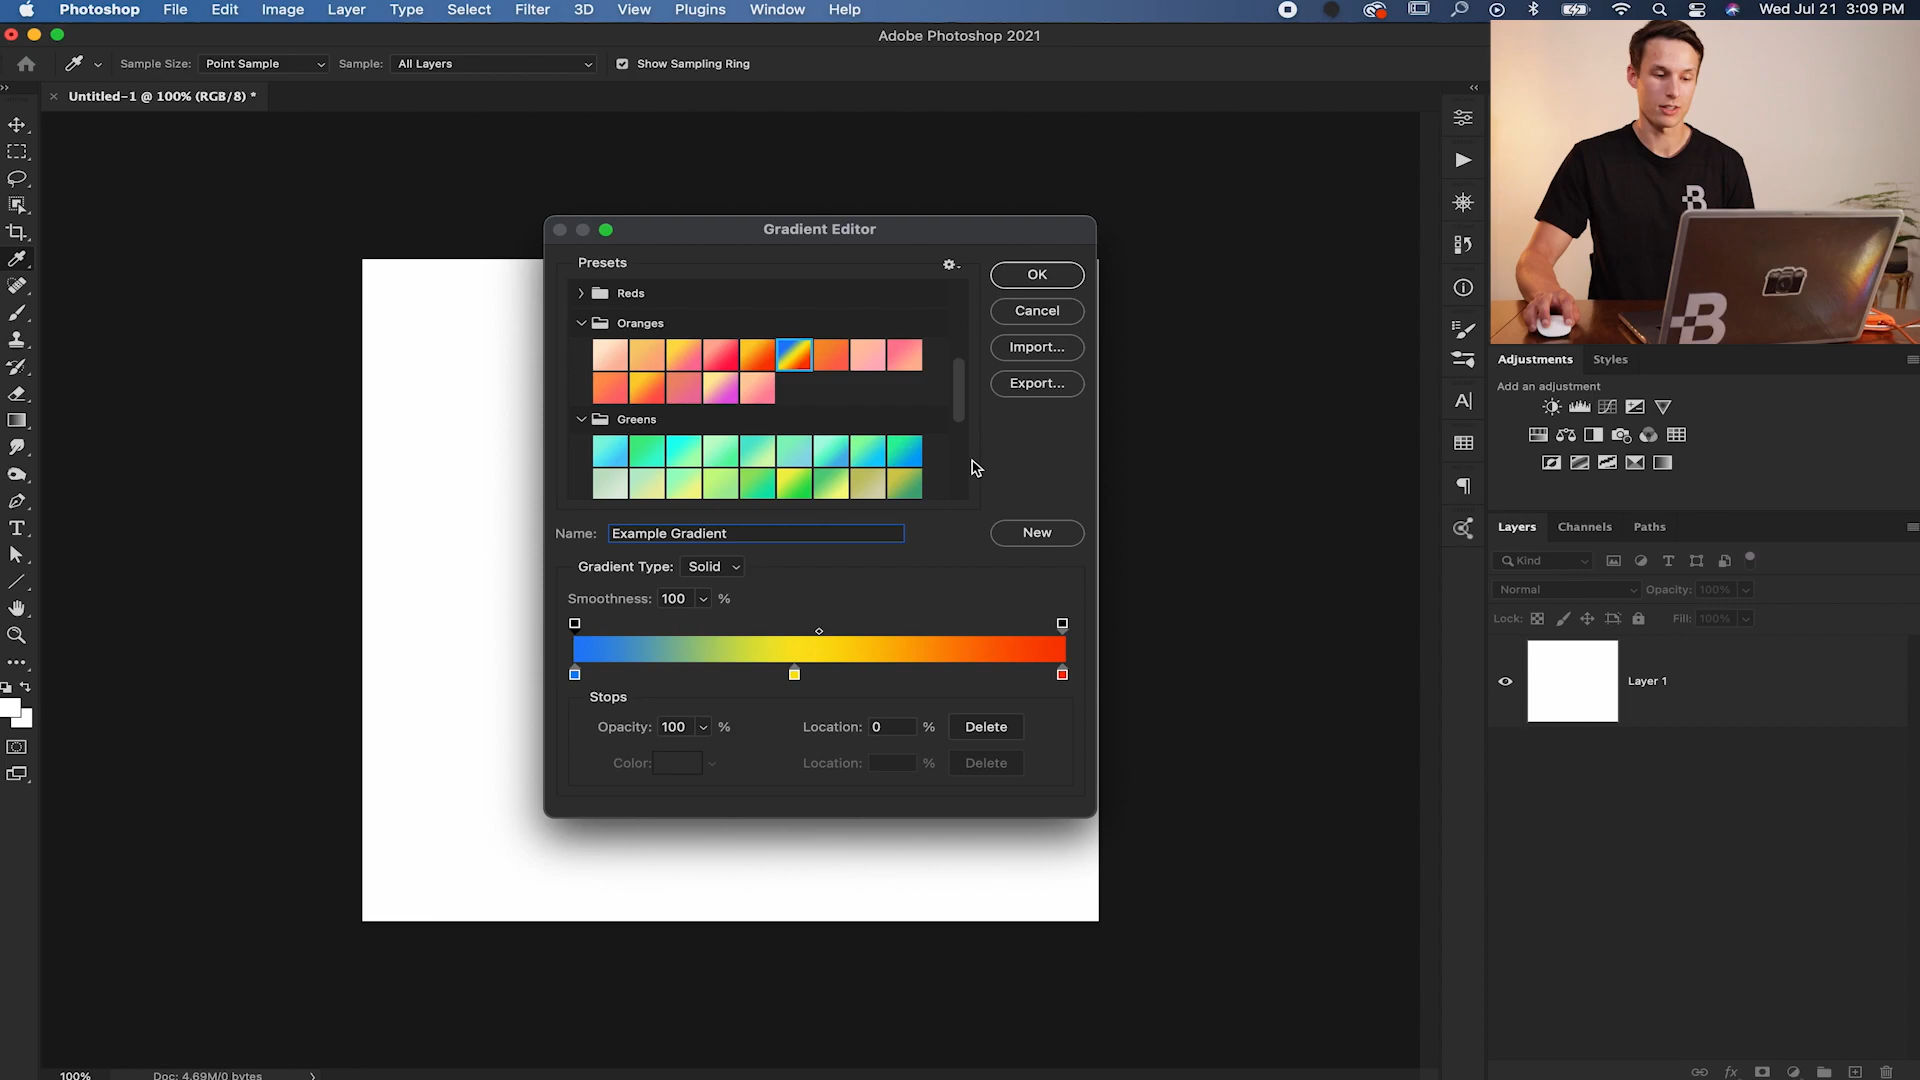 Photoshop File Edit Image Layer Type Select Filter 3D View Plugins Window Help Wed Jul 21 3:09 PM
Adobe Photoshop 2021
Sample Size: Point Sample Sample: All Layers Show Sampling Ring
Untitled-1 @ 100% (RGB/8) *
Gradient Editor
Presets
Reds
Oranges
Greens
OK
Cancel
Import...
Export...
Name: Example Gradient
New
Gradient Type: Solid
Smoothness: 100 %
Stops
Opacity: 100 % Location: 0 % Delete
Color: Location: % Delete
Adjustments Styles
Add an adjustment
Layers Channels Paths
Kind
Normal Opacity: 100%
Lock: Fill: 100%
Layer 1
100% Doc: 4.69M/0 bytes